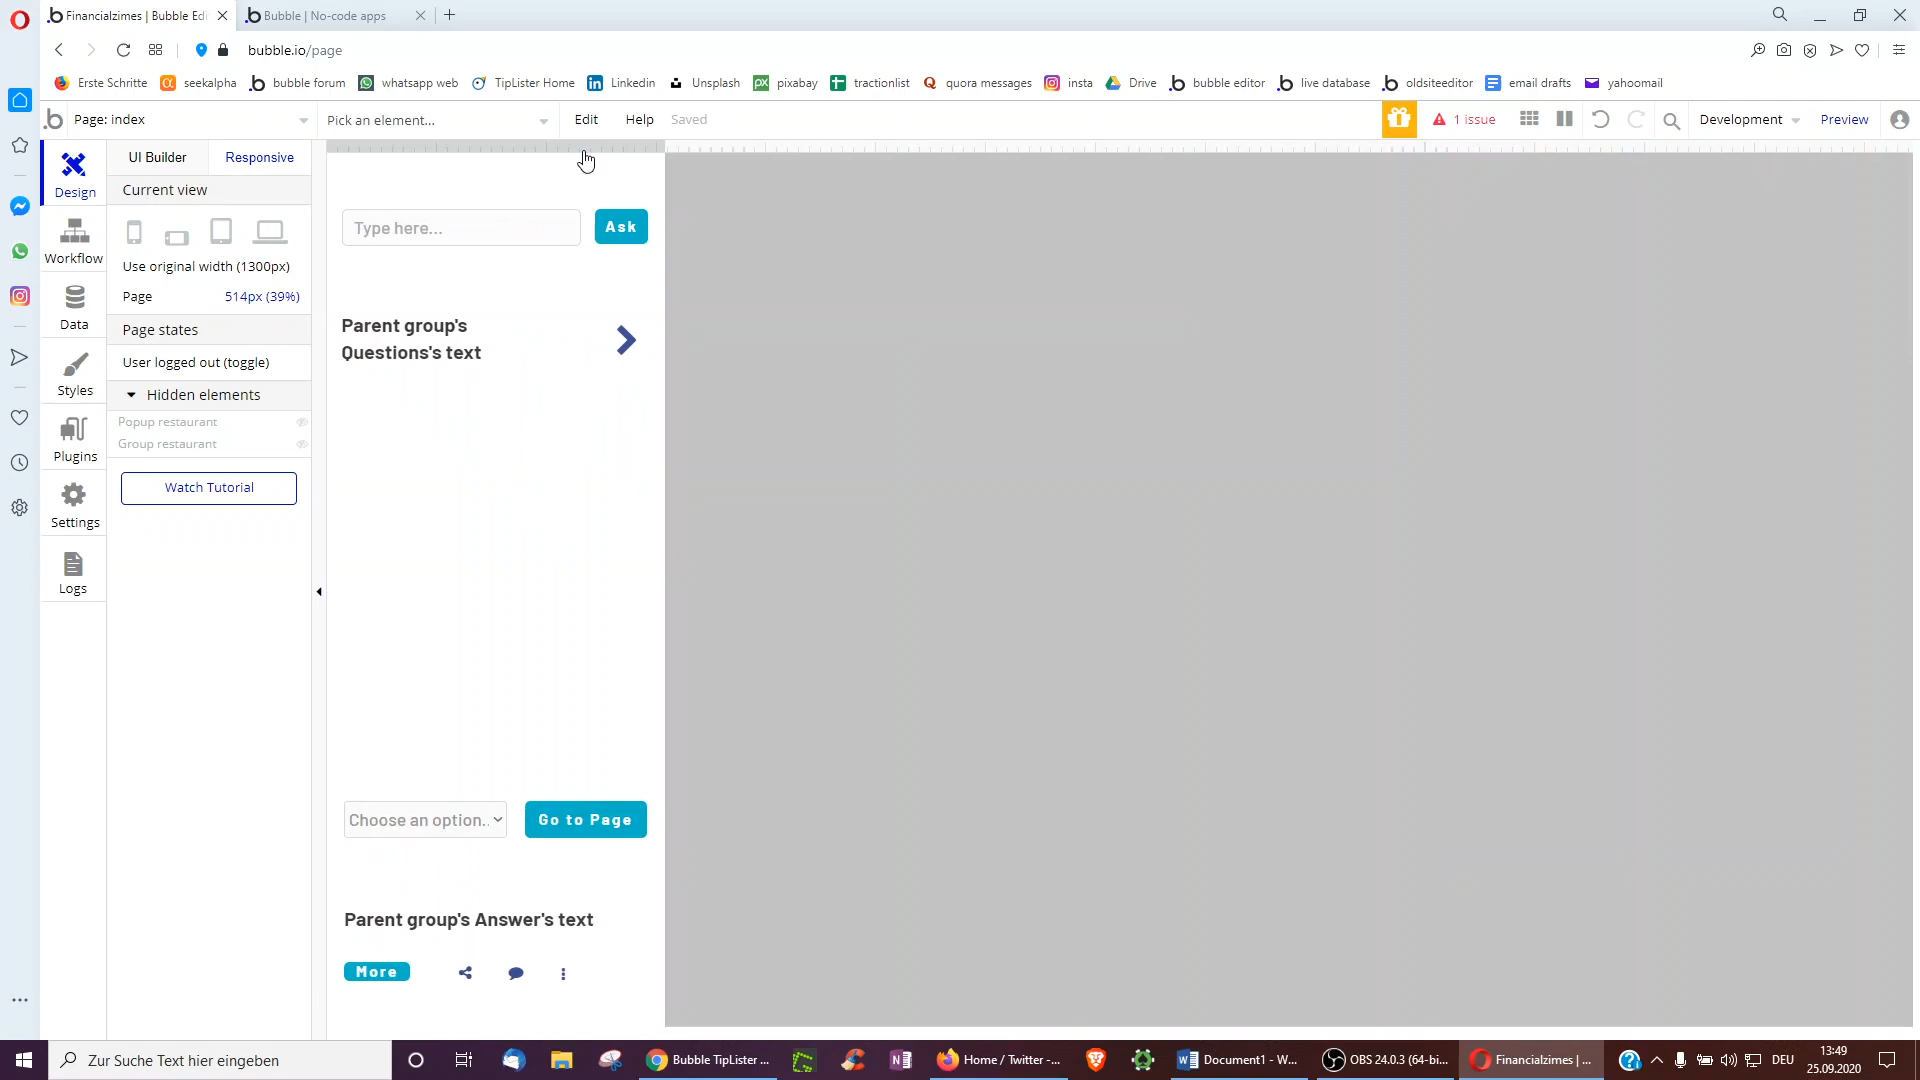 Financialzimes | Bubble Edi
Bubble | No-code apps
bubble.io/page
Erste Schritte
seekalpha
bubble forum
whatsapp web
TipLister Home
Linkedin
Unsplash
pixabay
tractionlist
quora messages
insta
Drive
bubble editor
live database
oldsiteeditor
email drafts
yahoomail
Page: index
Pick an element...
Edit
Help
Saved
1 issue
Development
Preview
Design
Workflow
Data
Styles
Plugins
Settings
Logs
UI Builder
Responsive
Current view
Use original width (1300px)
Page
514px (39%)
Page states
User logged out (toggle)
Hidden elements
Popup restaurant
Group restaurant
Watch Tutorial
Type here...
Ask
Parent group's
Questions's text
Choose an option..
Go to Page
Parent group's Answer's text
More
Zur Suche Text hier eingeben
Bubble TipLister ...
Home / Twitter -...
Document1 - W...
OBS 24.0.3 (64-bi...
Financialzimes | ...
DEU
13:49
25.09.2020